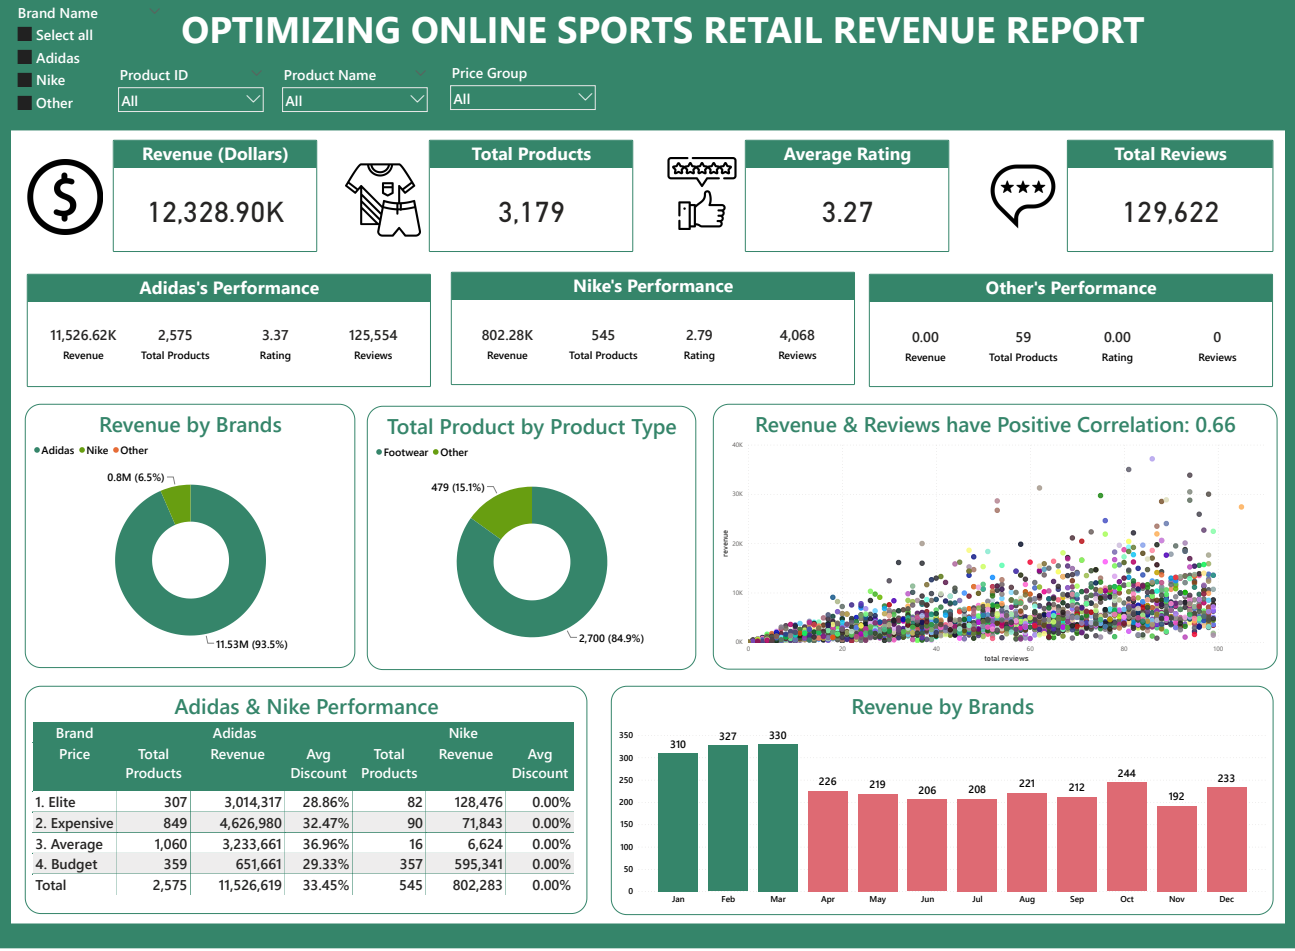 Brand Name
Select all
Adidas
Nike
Other
OPTIMIZING ONLINE SPORTS RETAIL REVENUE REPORT
Product ID
All
Product Name
All
Price Group
All
Revenue (Dollars)
12,328.90K
Total Products
3,179
Average Rating
3.27
Total Reviews
129,622
Adidas's Performance
11,526.62K 2,575 3.37 125,554
Revenue Total Products Rating Reviews
Nike's Performance
802.28K 545 2.79 4,068
Revenue Total Products Rating Reviews
Other's Performance
0.00 59 0.00 0
Revenue Total Products Rating Reviews
Revenue by Brands
Adidas Nike Other
0.8M (6.5%)
11.53M (93.5%)
Total Product by Product Type
Footwear Other
479 (15.1%)
2,700 (84.9%)
Revenue & Reviews have Positive Correlation: 0.66
40K
30K
20K
10K
0K
revenue
0 20 40 60 80 100
total reviews
Adidas & Nike Performance
Brand Adidas Nike
Price Total Revenue Avg Total Revenue Avg
Products Discount Products Discount
1. Elite 307 3,014,317 28.86% 82 128,476 0.00%
2. Expensive 849 4,626,980 32.47% 90 71,843 0.00%
3. Average 1,060 3,233,661 36.96% 16 6,624 0.00%
4. Budget 359 651,661 29.33% 357 595,341 0.00%
Total 2,575 11,526,619 33.45% 545 802,283 0.00%
Revenue by Brands
350
300
250
200
150
100
50
0
310 327 330 226 219 206 208 221 212 244 192 233
Jan Feb Mar Apr May Jun Jul Aug Sep Oct Nov Dec